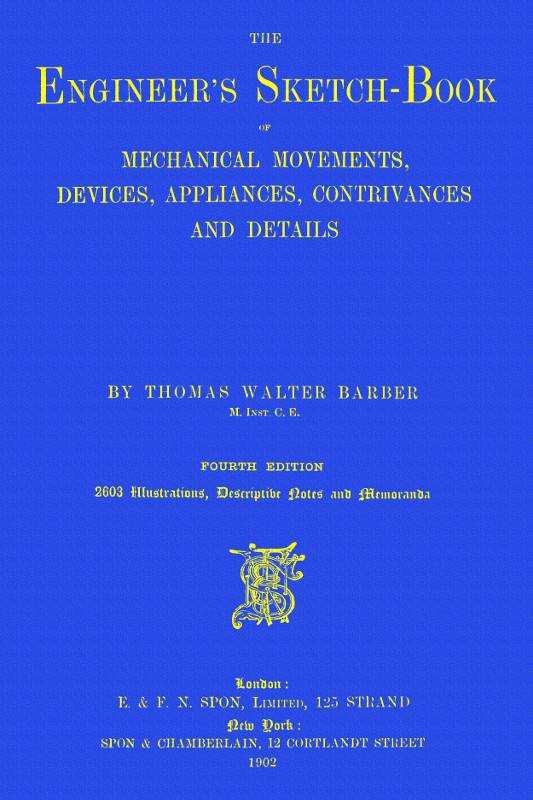 THE
ENGINEER'S SKETCH-BOOK
OF
MECHANICAL MOVEMENTS,
DEVICES, APPLIANCES, CONTRIVANCES
AND DETAILS
BY THOMAS WALTER BARBER
M. INST. C. E.
FOURTH EDITION
2603 Illustrations, Descriptive Notes and Memoranda
London:
E. & F. N. SPON, LIMITED, 125 STRAND
New York:
SPON & CHAMBERLAIN, 12 CORTLANDT STREET
1902